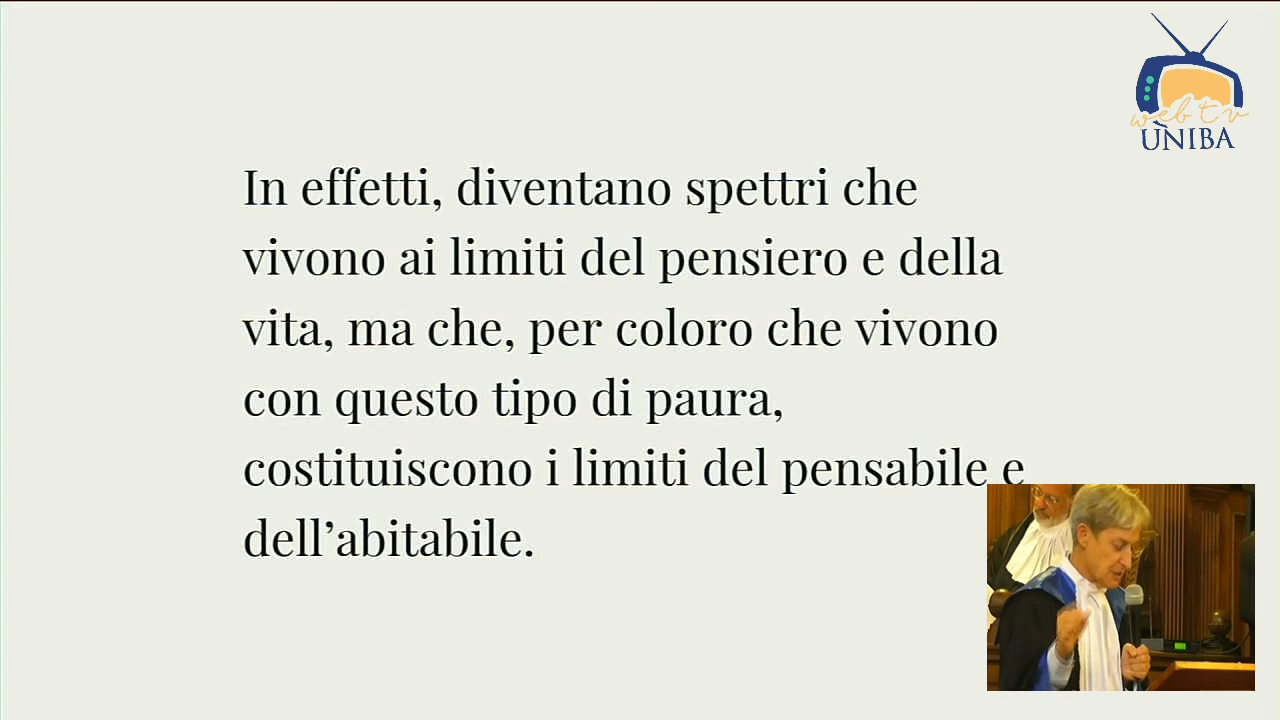 web tv
UNIBA
In effetti, diventano spettri che
vivono ai limiti del pensiero e della
vita, ma che, per coloro che vivono
con questo tipo di paura,
costituiscono i limiti del pensabile e
dell’abitabile.